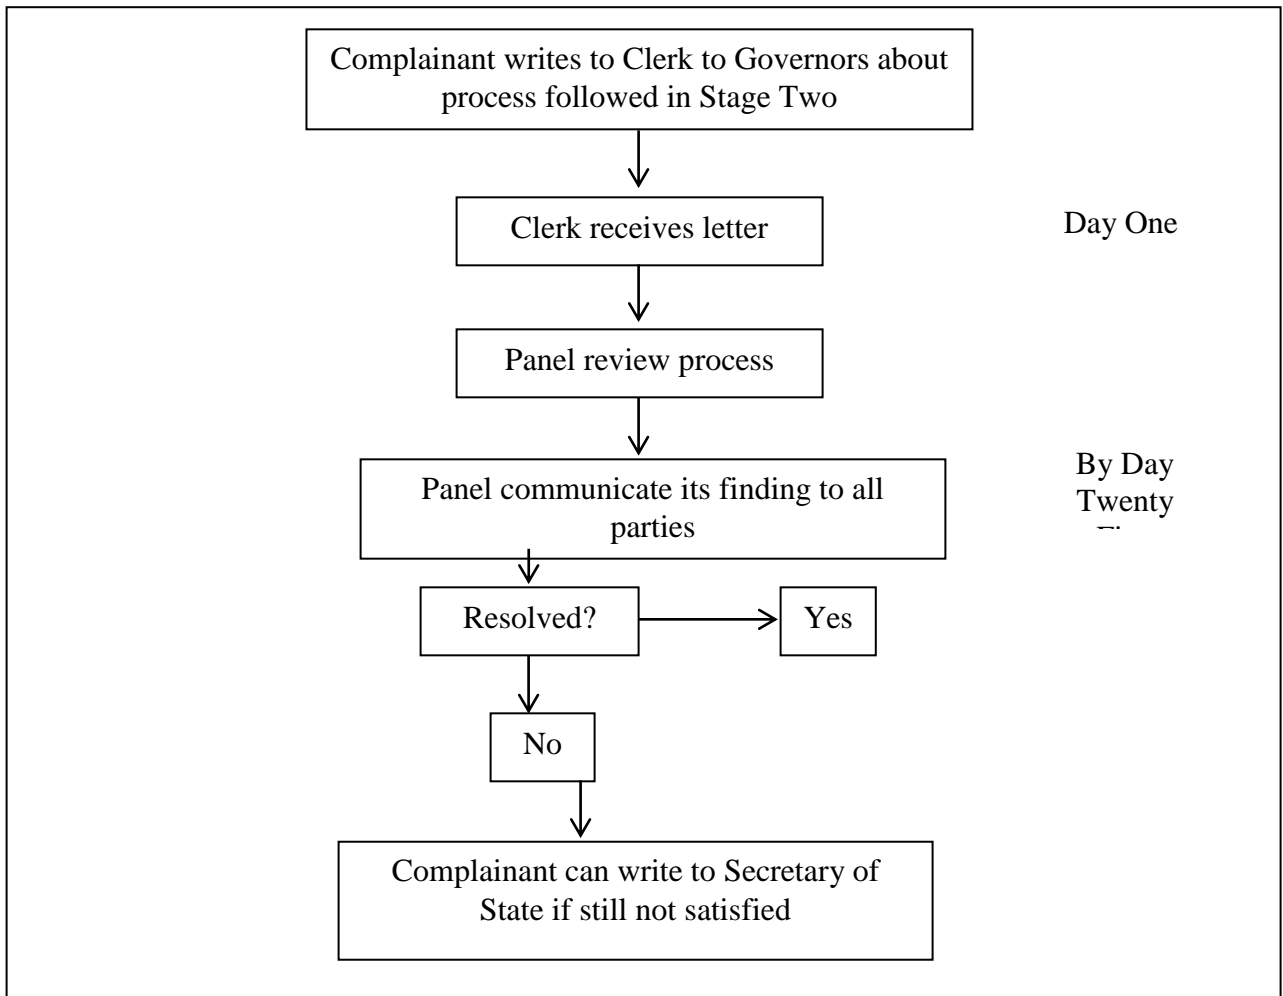 Complainant writes to Clerk to Governors about
process followed in Stage Two
Clerk receives letter
Day One
Panel review process
Panel communicate its finding to all
parties
By Day
Twenty
Resolved?
Yes
No
Complainant can write to Secretary of
State if still not satisfied